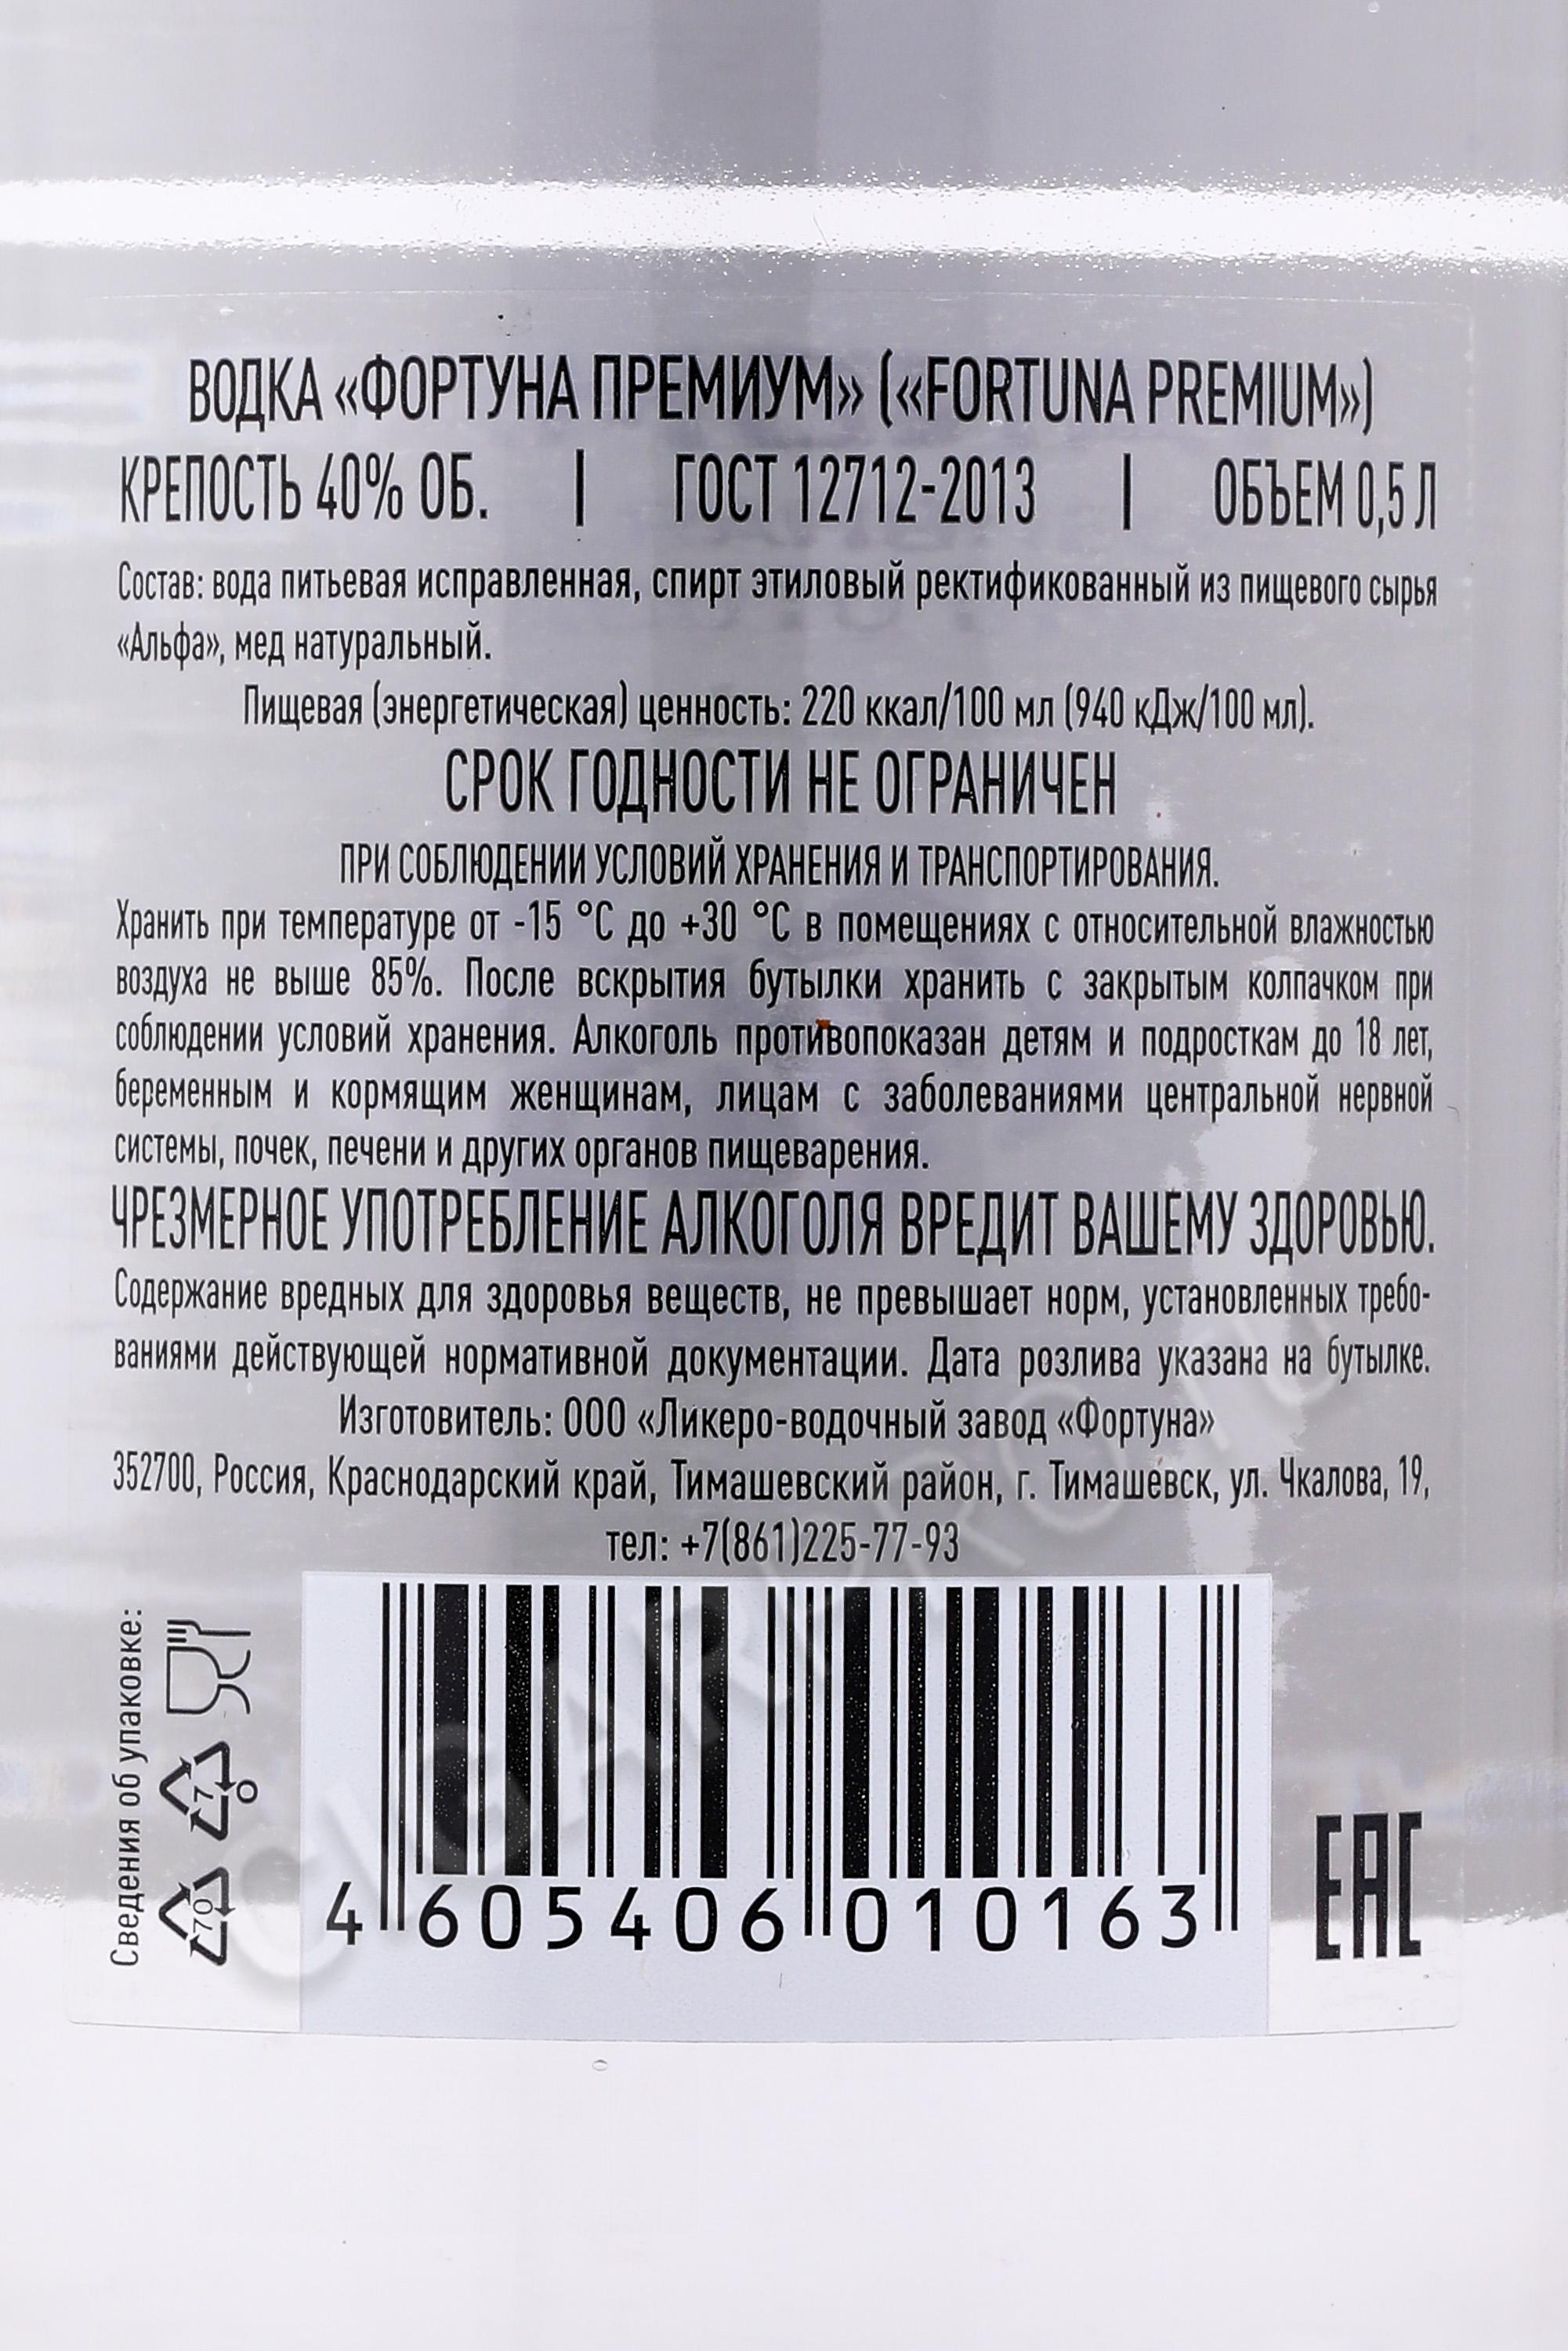 ВОДКА «ФОРТУНА ПРЕМИУМ» («FORTUNA PREMIUM»)
КРЕПОСТЬ 40% ОБ. | ГОСТ 12712-2013 | ОБЪЕМ 0,5 Л
Состав: вода питьевая исправленная, спирт этиловый ректификованный из пищевого сырья
«Альфа», мед натуральный.
Пищевая (энергетическая) ценность: 220 ккал/100 мл (940 кДж/100 мл).
СРОК ГОДНОСТИ НЕ ОГРАНИЧЕН
ПРИ СОБЛЮДЕНИИ УСЛОВИЙ ХРАНЕНИЯ И ТРАНСПОРТИРОВАНИЯ.
Хранить при температуре от -15 °С до +30 °С в помещениях с относительной влажностью
воздуха не выше 85%. После вскрытия бутылки хранить с закрытым колпачком при
соблюдении условий хранения. Алкоголь противопоказан детям и подросткам до 18 лет,
беременным и кормящим женщинам, лицам с заболеваниями центральной нервной
системы, почек, печени и других органов пищеварения.
ЧРЕЗМЕРНОЕ УПОТРЕБЛЕНИЕ АЛКОГОЛЯ ВРЕДИТ ВАШЕМУ ЗДОРОВЬЮ.
Содержание вредных для здоровья веществ, не превышает норм, установленных требо-
ваниями действующей нормативной документации. Дата розлива указана на бутылке.
Изготовитель: ООО «Ликеро-водочный завод «Фортуна»
352700, Россия, Краснодарский край, Тимашевский район, г. Тимашевск, ул. Чкалова, 19,
тел: +7(861)225-77-93
Сведения об упаковке:
7
O
70
4 605406 010163
EAC
CIGARPRO.ru